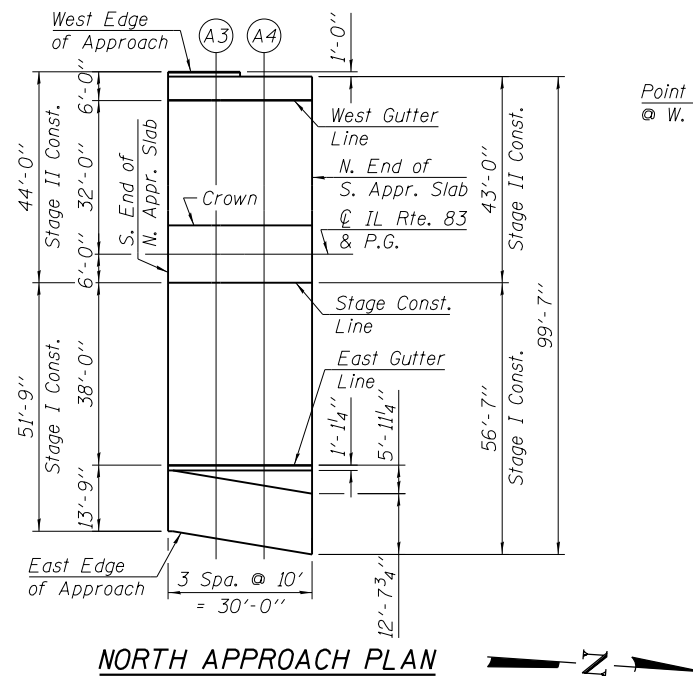 West Edge
of Approach
A3
A4
1'-0"
6'-0"
West Gutter
Line
Point
@ W.
44'-0"
Stage II Const.
32'-0"
S. End of
N. Appr. Slab
N. End of
S. Appr. Slab
43'-0"
Stage II Const.
Crown
℄ IL Rte. 83
& P.G.
6'-0"
Stage Const.
Line
99'-7"
51'-9"
Stage I Const.
38'-0"
East Gutter
Line
1'-1¼"
5'-11¼"
56'-7"
Stage I Const.
13'-9"
East Edge
of Approach
3 Spa. @ 10'
= 30'-0"
12'-7¾"
NORTH APPROACH PLAN
N